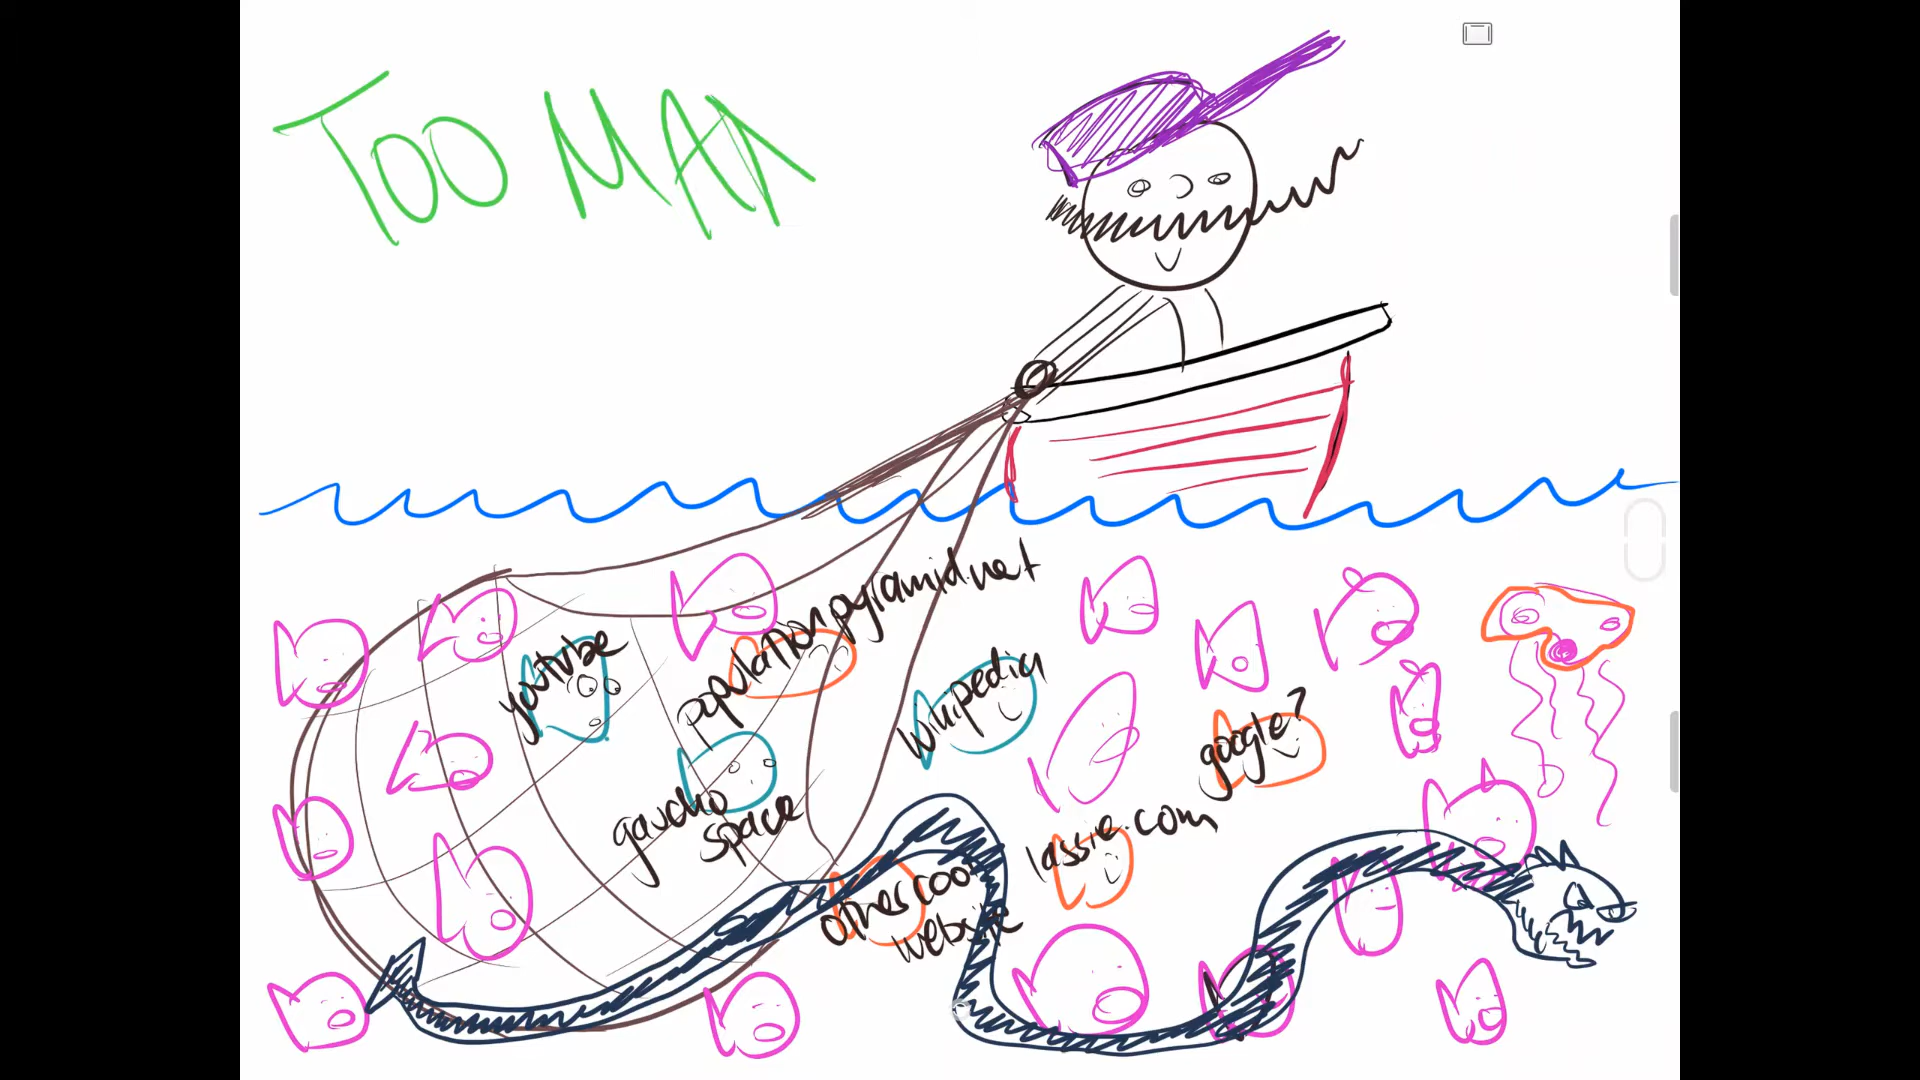 TOO MAN
youtube
populationpyramid.net
wikipedia
google?
gaucho
space
lassie.com
other cool
website